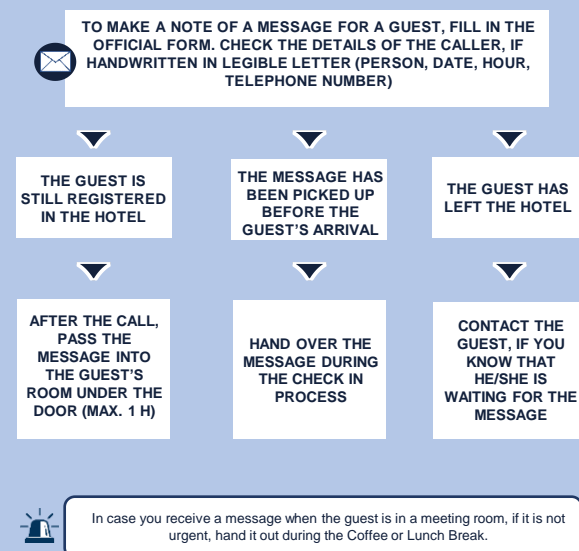 TO MAKE A NOTE OF A MESSAGE FOR A GUEST, FILL IN THE
OFFICIAL FORM. CHECK THE DETAILS OF THE CALLER, IF
HANDWRITTEN IN LEGIBLE LETTER (PERSON, DATE, HOUR,
TELEPHONE NUMBER)
THE GUEST IS
STILL REGISTERED
IN THE HOTEL
THE MESSAGE HAS
BEEN PICKED UP
BEFORE THE
GUEST'S ARRIVAL
THE GUEST HAS
LEFT THE HOTEL
AFTER THE CALL,
PASS THE
MESSAGE INTO
THE GUEST'S
ROOM UNDER THE
DOOR (MAX. 1 H)
HAND OVER THE
MESSAGE DURING
THE CHECK IN
PROCESS
CONTACT THE
GUEST, IF YOU
KNOW THAT
HE/SHE IS
WAITING FOR THE
MESSAGE
In case you receive a message when the guest is in a meeting room, if it is not
urgent, hand it out during the Coffee or Lunch Break.